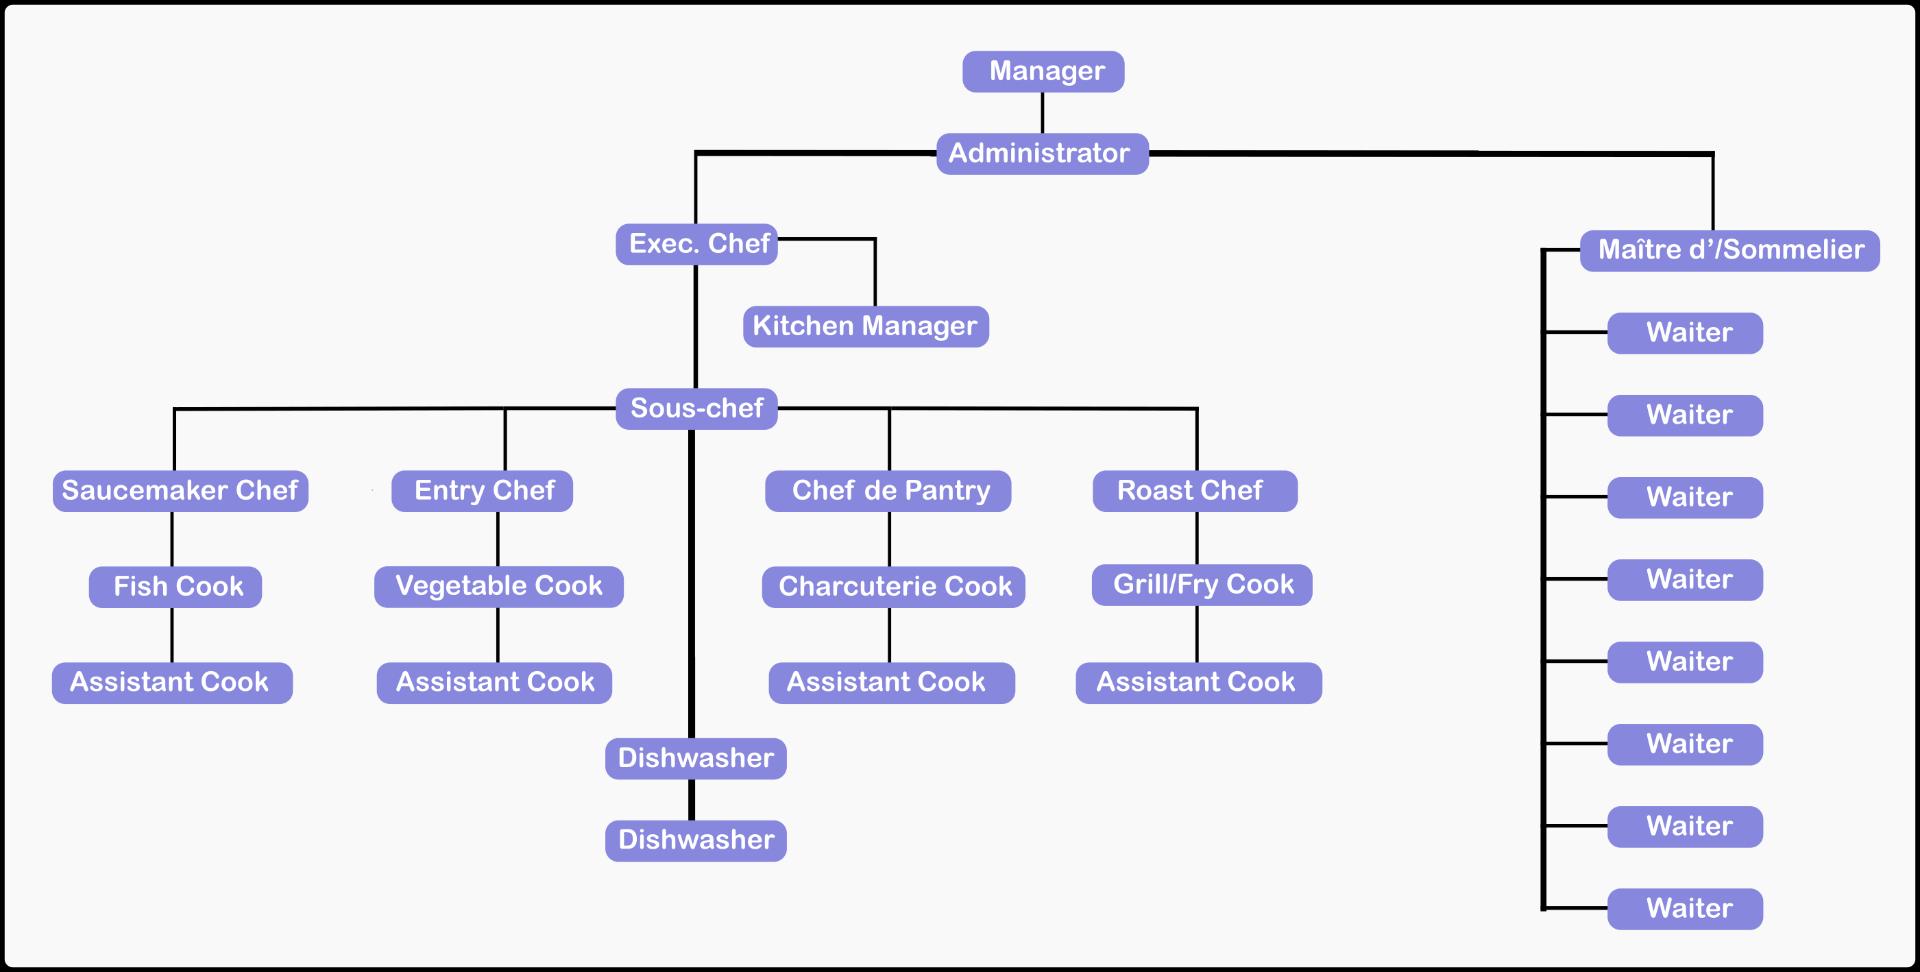 Manager
Administrator
Exec. Chef
Maître d’/Sommelier
Kitchen Manager
Waiter
Sous-chef
Waiter
Saucemaker Chef
Entry Chef
Chef de Pantry
Roast Chef
Waiter
Fish Cook
Vegetable Cook
Charcuterie Cook
Grill/Fry Cook
Waiter
Assistant Cook
Assistant Cook
Assistant Cook
Assistant Cook
Waiter
Dishwasher
Waiter
Dishwasher
Waiter
Waiter